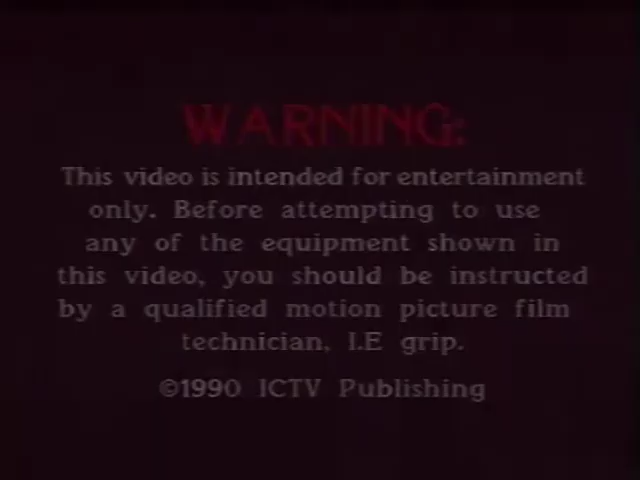 WARNING:
This video is intended for entertainment
only. Before attempting to use
any of the equipment shown in
this video, you should be instructed
by a qualified motion picture film
technician, I.E grip.
©1990 ICTV Publishing